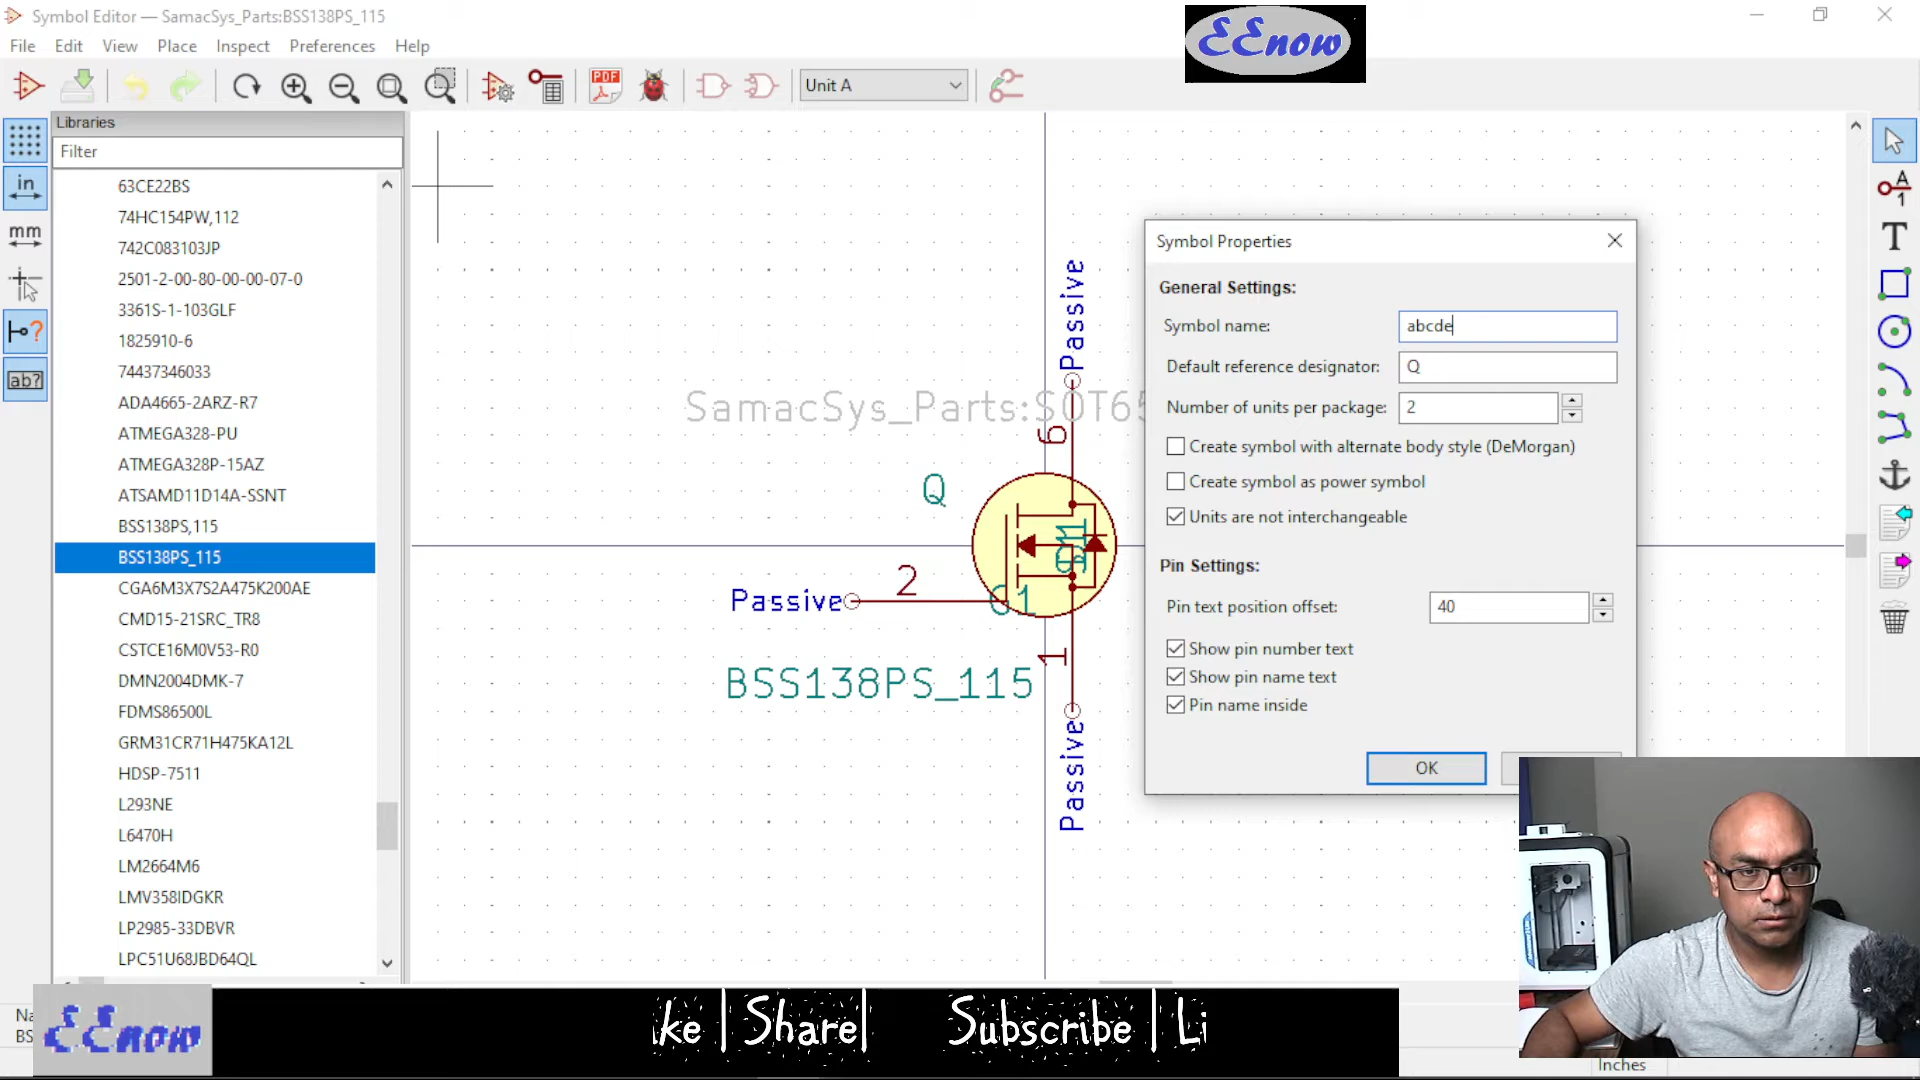 Symbol Editor — SamacSys_Parts:BSS138PS_115
EEnow
File Edit View Place Inspect Preferences Help
PDF
Unit A
Libraries
Filter
in
mm
ab?
63CE22BS
74HC154PW,112
742C083103JP
2501-2-00-80-00-00-07-0
3361S-1-103GLF
1825910-6
74437346033
ADA4665-2ARZ-R7
ATMEGA328-PU
ATMEGA328P-15AZ
ATSAMD11D14A-SSNT
BSS138PS,115
BSS138PS_115
CGA6M3X7S2A475K200AE
CMD15-21SRC_TR8
CSTCE16M0V53-R0
DMN2004DMK-7
FDMS86500L
GRM31CR71H475KA12L
HDSP-7511
L293NE
L6470H
LM2664M6
LMV358IDGKR
LP2985-33DBVR
LPC51U68JBD64QL
Passive
SamacSys_Parts:SOT65
6
Q
Passive
2
G1
1
BSS138PS_115
Passive
Symbol Properties
General Settings:
Symbol name: abcde
Default reference designator: Q
Number of units per package: 2
Create symbol with alternate body style (DeMorgan)
Create symbol as power symbol
Units are not interchangeable
Pin Settings:
Pin text position offset: 40
Show pin number text
Show pin name text
Pin name inside
OK
A
1
T
Na
BS
EEnow
ke | Share| Subscribe | Li
Inches